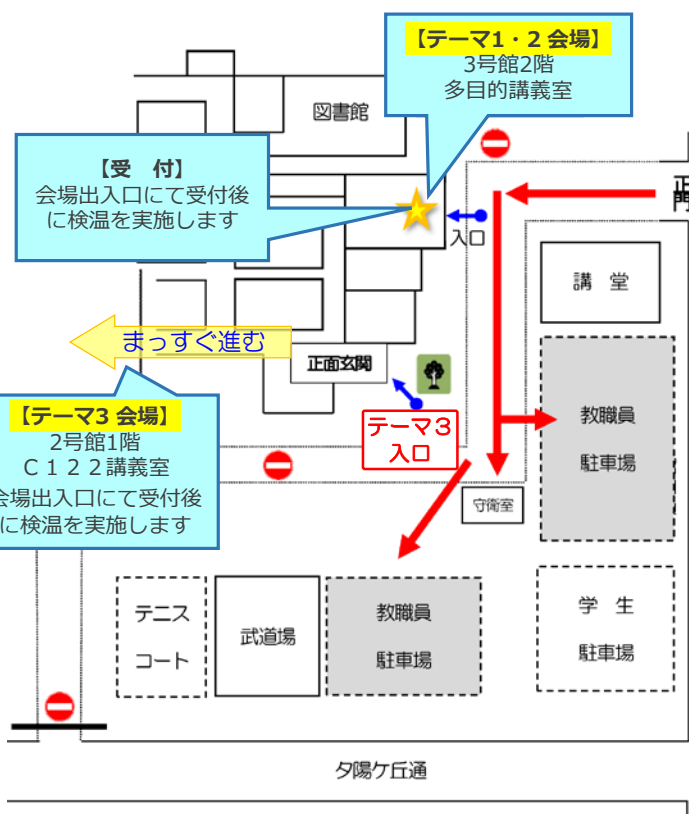 【テーマ1・2 会場】
3号館2階
多目的講義室
図書館
【受　付】
会場出入口にて受付後
に検温を実施します
正門
入口
講　堂
まっすぐ進む
正面玄関
【テーマ3 会場】
2号館1階
C１２２講義室
会場出入口にて受付後
に検温を実施します
テーマ３
入口
教職員
駐車場
守衛室
テニス
コート
武道場
教職員
駐車場
学　生
駐車場
夕陽ケ丘通